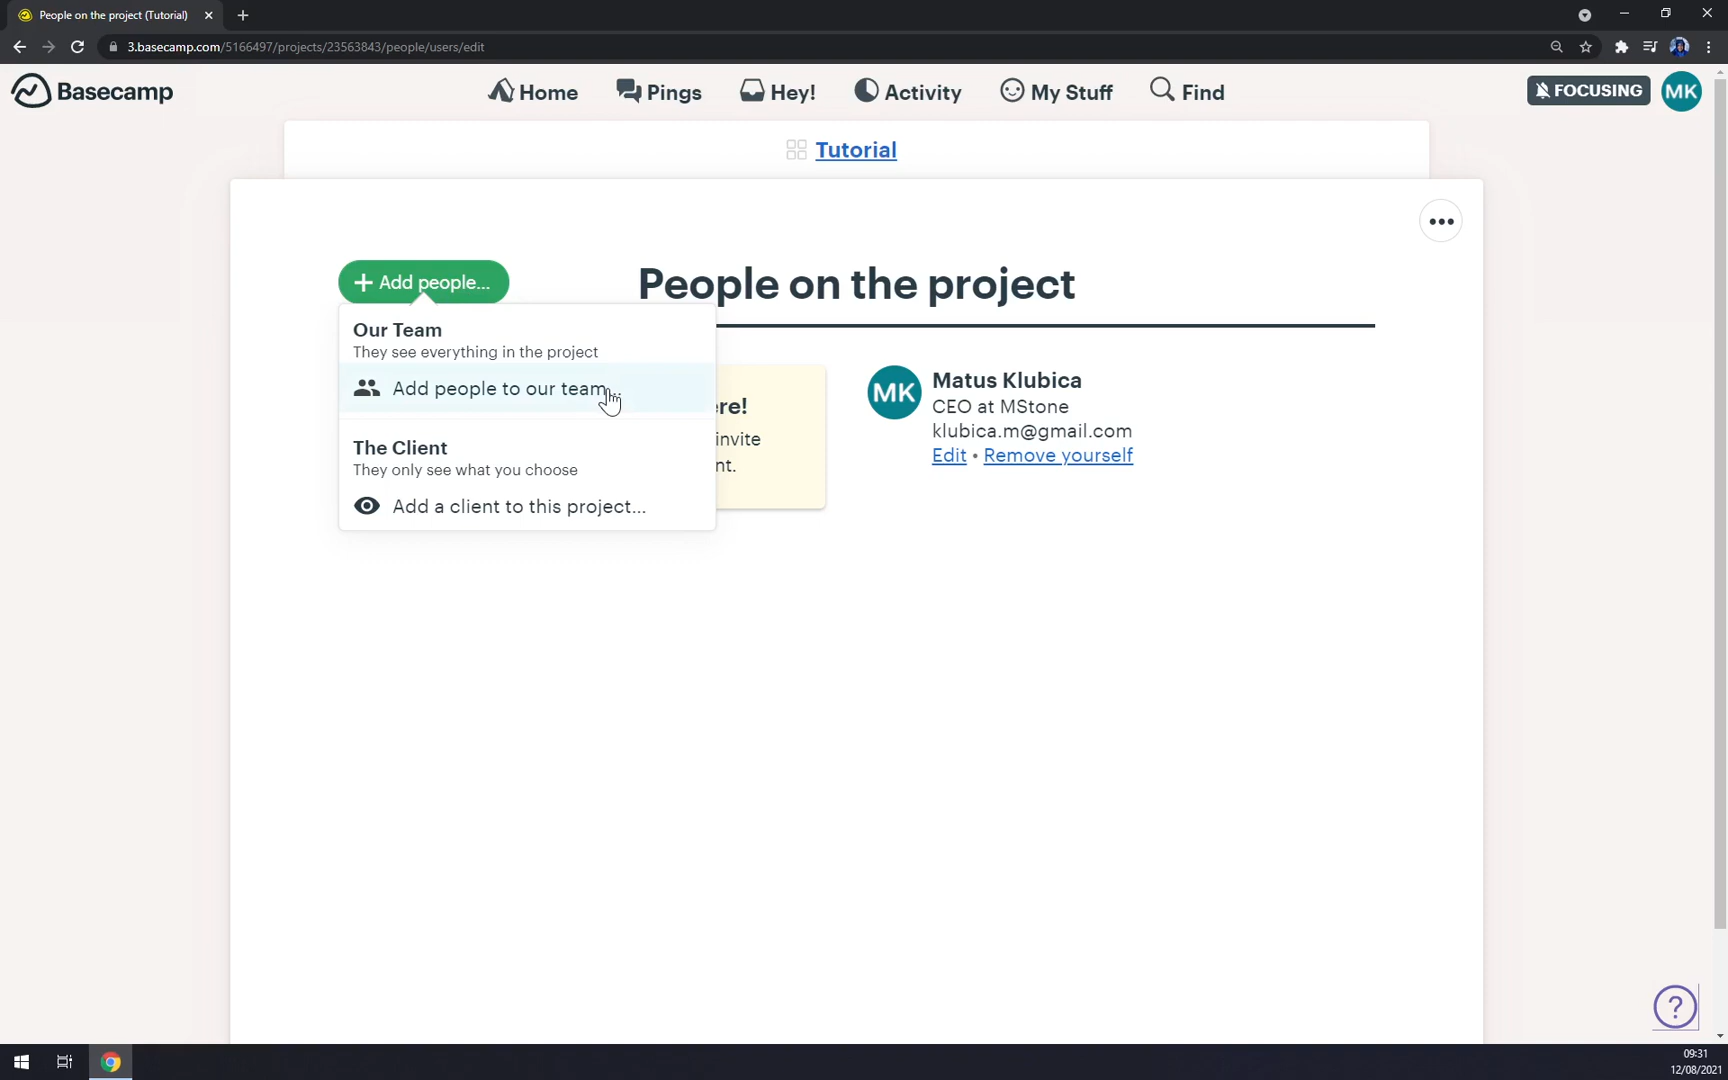 People on the project (Tutorial)
3.basecamp.com/5166497/projects/23563843/people/users/edit
Basecamp
Home
Pings
Hey!
Activity
My Stuff
Find
FOCUSING
MK
Tutorial
+ Add people...
People on the project
Our Team
They see everything in the project
Add people to our team...
The Client
They only see what you choose
Add a client to this project...
invite
MK
Matus Klubica
CEO at MStone
klubica.m@gmail.com
Edit • Remove yourself
?
09:31
12/08/2021